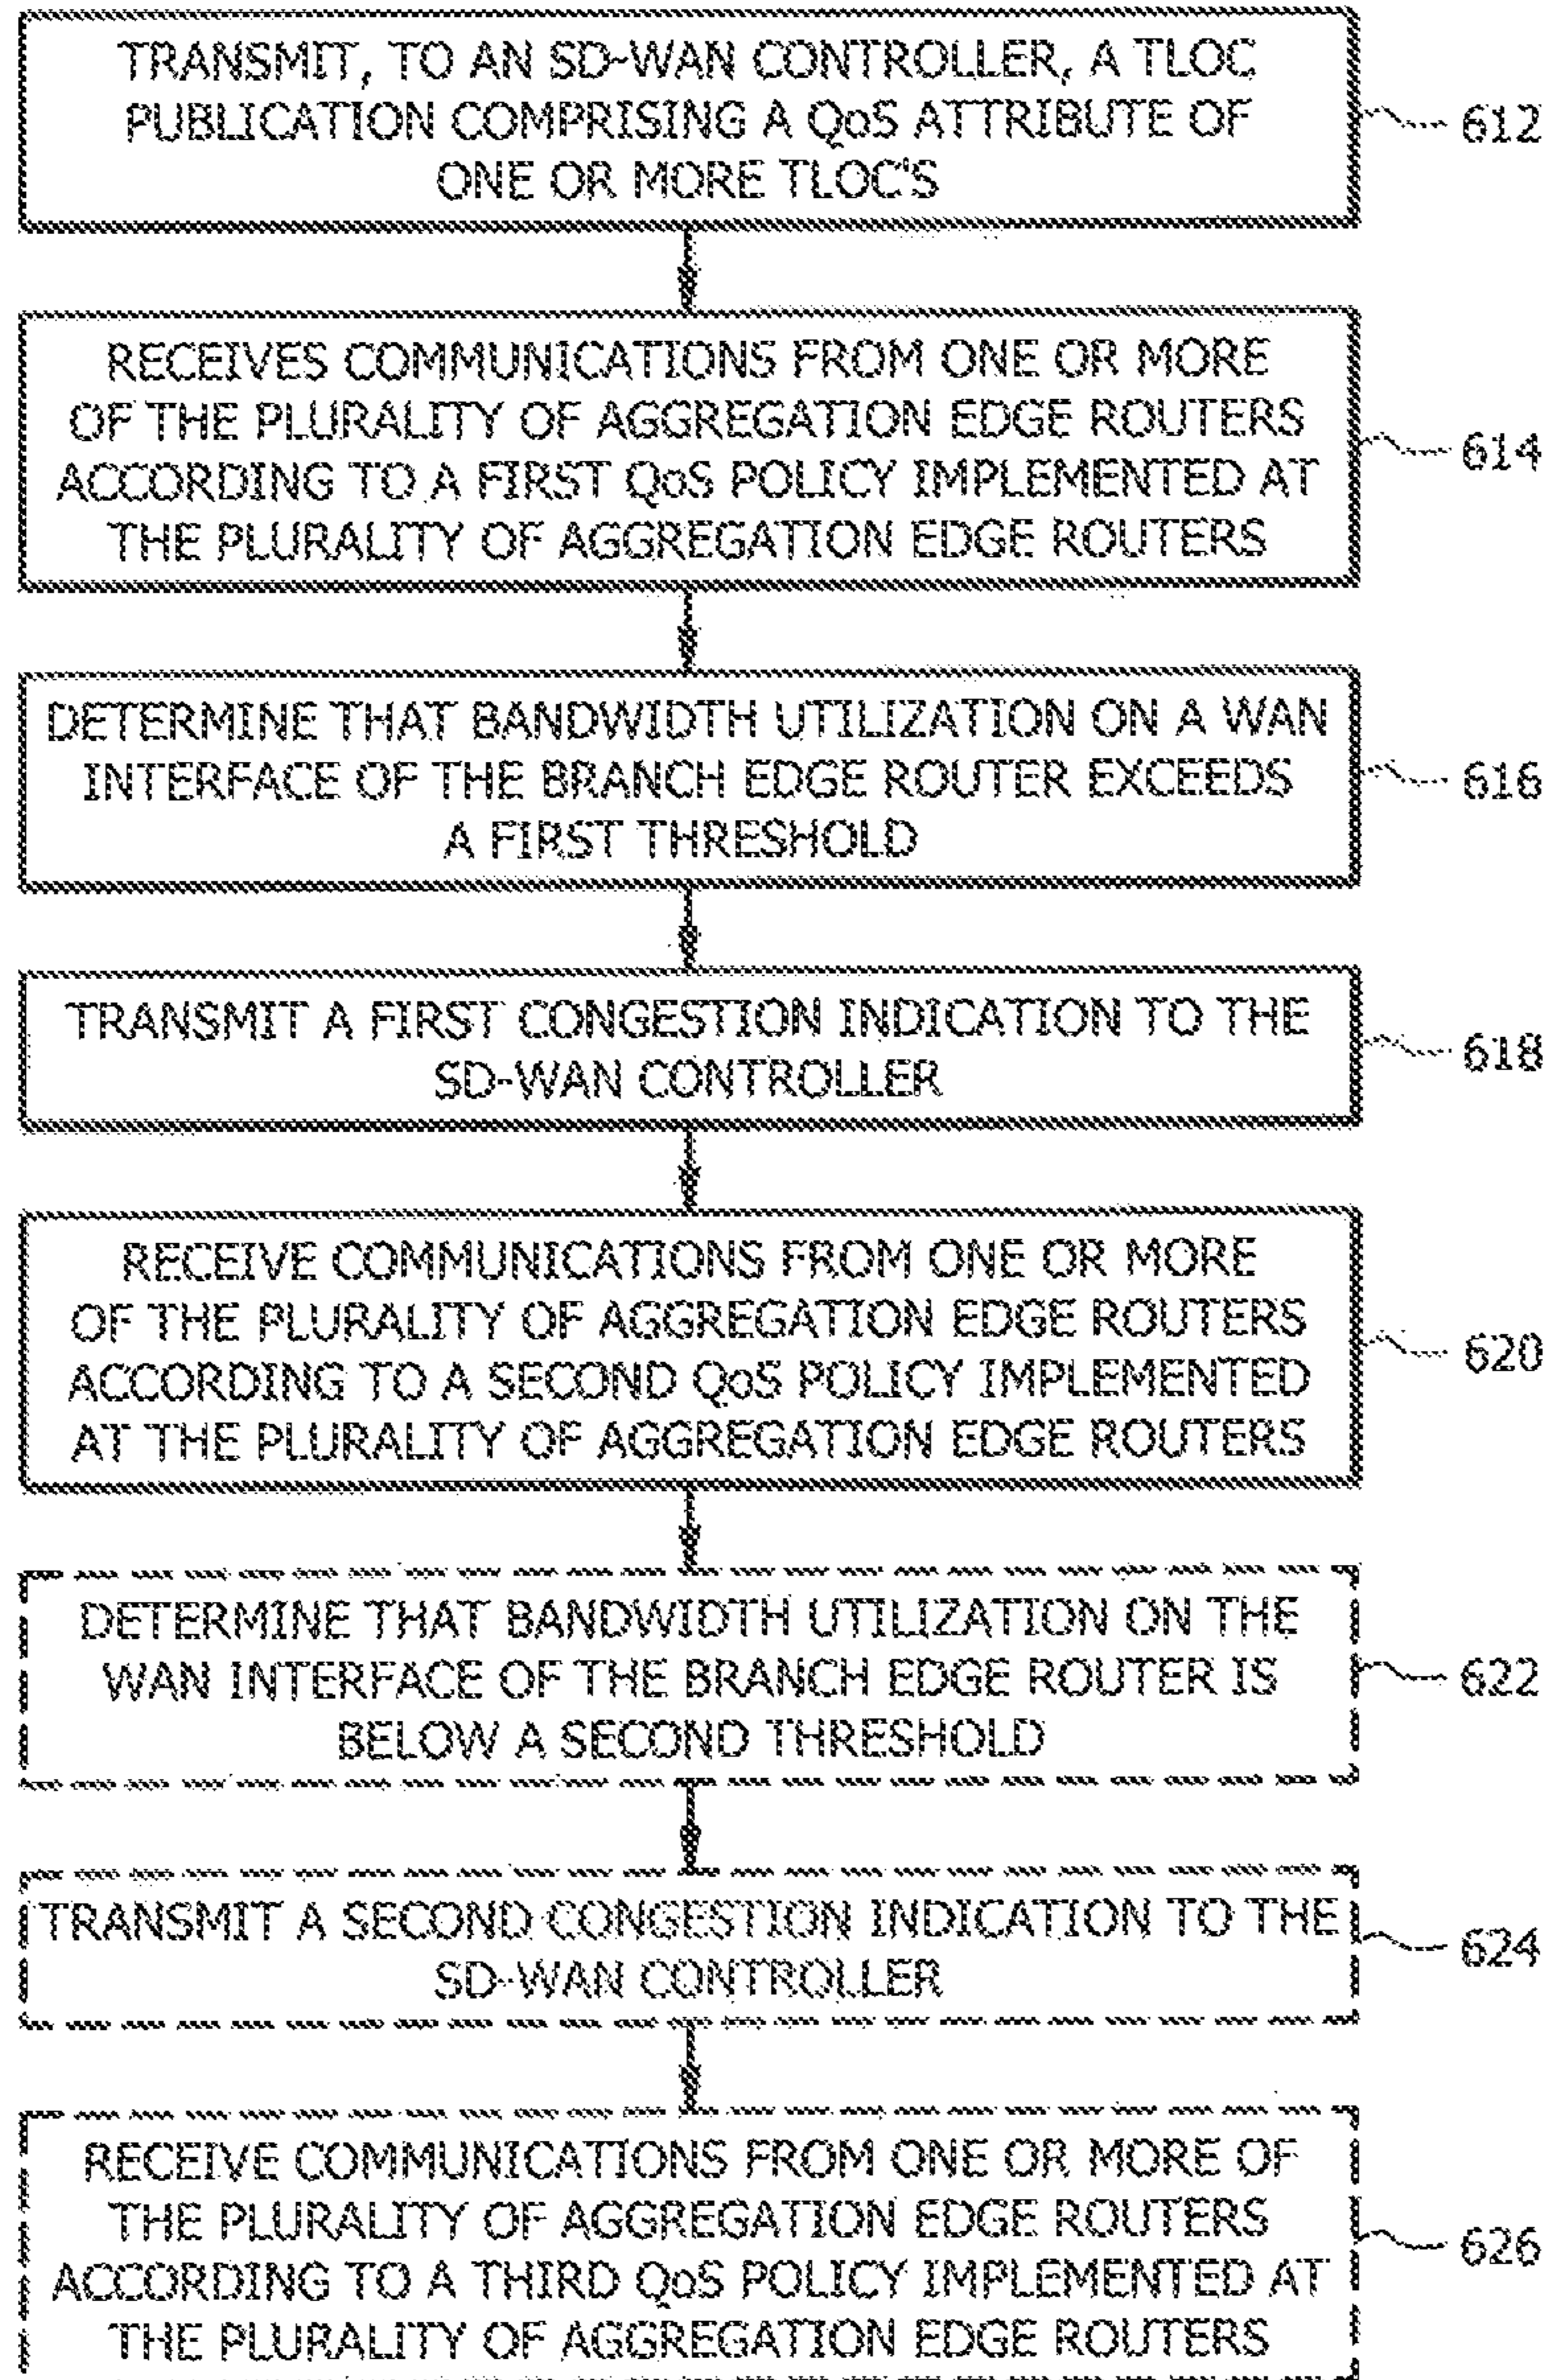 TRANSMIT, TO AN SD-WAN CONTROLLER, A TLOC
PUBLICATION COMPRISING A QoS ATTRIBUTE OF
ONE OR MORE TLOC'S
612
RECEIVES COMMUNICATIONS FROM ONE OR MORE
OF THE PLURALITY OF AGGREGATION EDGE ROUTERS
ACCORDING TO A FIRST QoS POLICY IMPLEMENTED AT
THE PLURALITY OF AGGREGATION EDGE ROUTERS
614
DETERMINE THAT BANDWIDTH UTILIZATION ON A WAN
INTERFACE OF THE BRANCH EDGE ROUTER EXCEEDS
A FIRST THRESHOLD
616
TRANSMIT A FIRST CONGESTION INDICATION TO THE
SD-WAN CONTROLLER
618
RECEIVE COMMUNICATIONS FROM ONE OR MORE
OF THE PLURALITY OF AGGREGATION EDGE ROUTERS
ACCORDING TO A SECOND QoS POLICY IMPLEMENTED
AT THE PLURALITY OF AGGREGATION EDGE ROUTERS
620
DETERMINE THAT BANDWIDTH UTILIZATION ON THE
WAN INTERFACE OF THE BRANCH EDGE ROUTER IS
BELOW A SECOND THRESHOLD
622
TRANSMIT A SECOND CONGESTION INDICATION TO THE
SD-WAN CONTROLLER
624
RECEIVE COMMUNICATIONS FROM ONE OR MORE OF
THE PLURALITY OF AGGREGATION EDGE ROUTERS
ACCORDING TO A THIRD QoS POLICY IMPLEMENTED AT
THE PLURALITY OF AGGREGATION EDGE ROUTERS
626